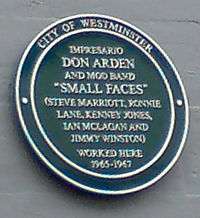 CITY OF WESTMINSTER
IMPRESARIO
DON ARDEN
AND MOD BAND
"SMALL FACES"
(STEVE MARRIOTT, RONNIE
LANE, KENNEY JONES,
IAN MCLAGAN AND
JIMMY WINSTON)
WORKED HERE
1965-1967